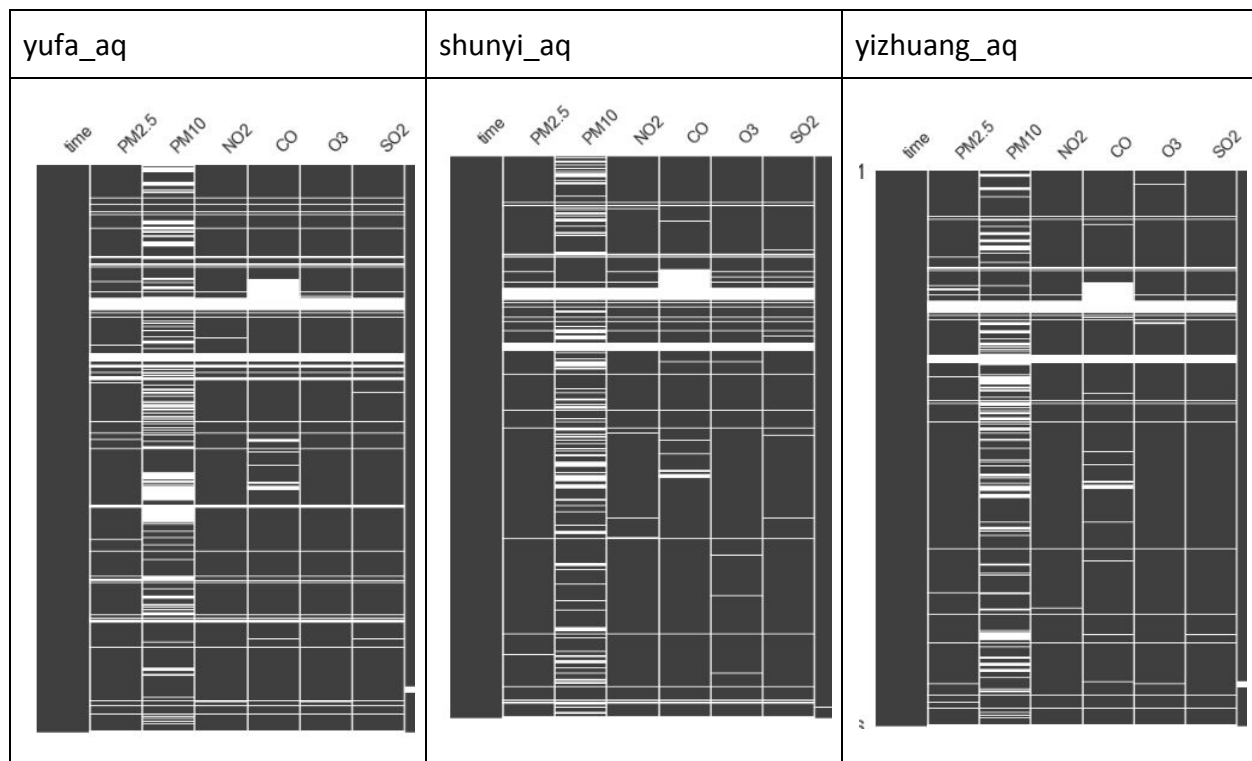 yufa_aq
shunyi_aq
yizhuang_aq
time PM2.5 PM10 NO2 CO O3 SO2
time PM2.5 PM10 NO2 CO O3 SO2
time PM2.5 PM10 NO2 CO O3 SO2
1